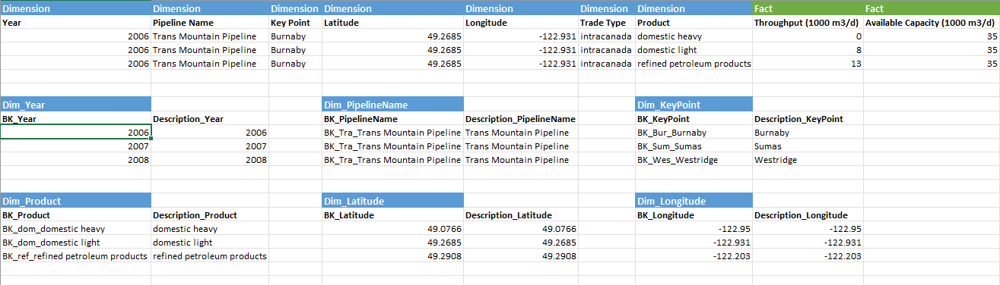 Dimension Dimension Dimension Dimension Dimension Dimension Dimension Fact Fact
Year Pipeline Name Key Point Latitude Longitude Trade Type Product Throughput (1000 m3/d) Available Capacity (1000 m3/d)
2006 Trans Mountain Pipeline Burnaby 49.2685 -122.931 intracanada domestic heavy 0 35
2006 Trans Mountain Pipeline Burnaby 49.2685 -122.931 intracanada domestic light 8 35
2006 Trans Mountain Pipeline Burnaby 49.2685 -122.931 intracanada refined petroleum products 13 35
Dim_Year Dim_PipelineName Dim_KeyPoint
BK_Year Description_Year BK_PipelineName Description_PipelineName BK_KeyPoint Description_KeyPoint
2006 2006 BK_Tra_Trans Mountain Pipeline Trans Mountain Pipeline BK_Bur_Burnaby Burnaby
2007 2007 BK_Tra_Trans Mountain Pipeline Trans Mountain Pipeline BK_Sum_Sumas Sumas
2008 2008 BK_Tra_Trans Mountain Pipeline Trans Mountain Pipeline BK_Wes_Westridge Westridge
Dim_Product Dim_Latitude Dim_Longitude
BK_Product Description_Product BK_Latitude Description_Latitude BK_Longitude Description_Longitude
BK_dom_domestic heavy domestic heavy 49.0766 49.0766 -122.95 -122.95
BK_dom_domestic light domestic light 49.2685 49.2685 -122.931 -122.931
BK_ref_refined petroleum products refined petroleum products 49.2908 49.2908 -122.203 -122.203